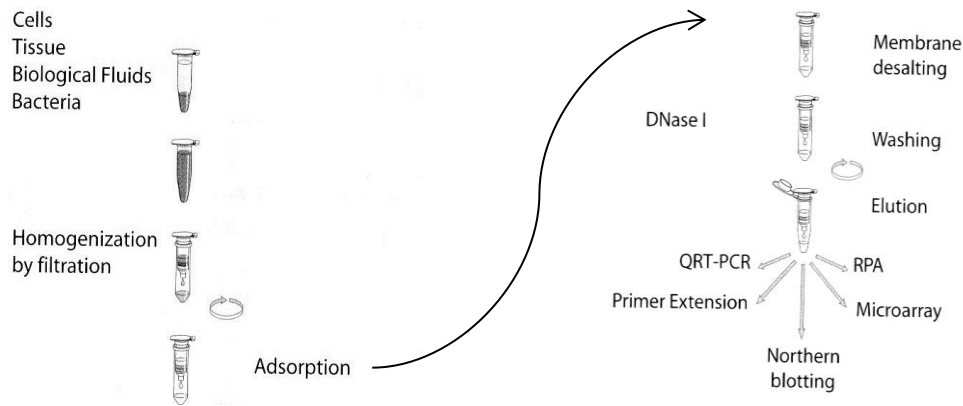 Cells
Tissue
Biological Fluids
Bacteria
Homogenization
by filtration
Adsorption
Membrane
desalting
DNase I
Washing
Elution
QRT-PCR
RPA
Primer Extension
Microarray
Northern
blotting